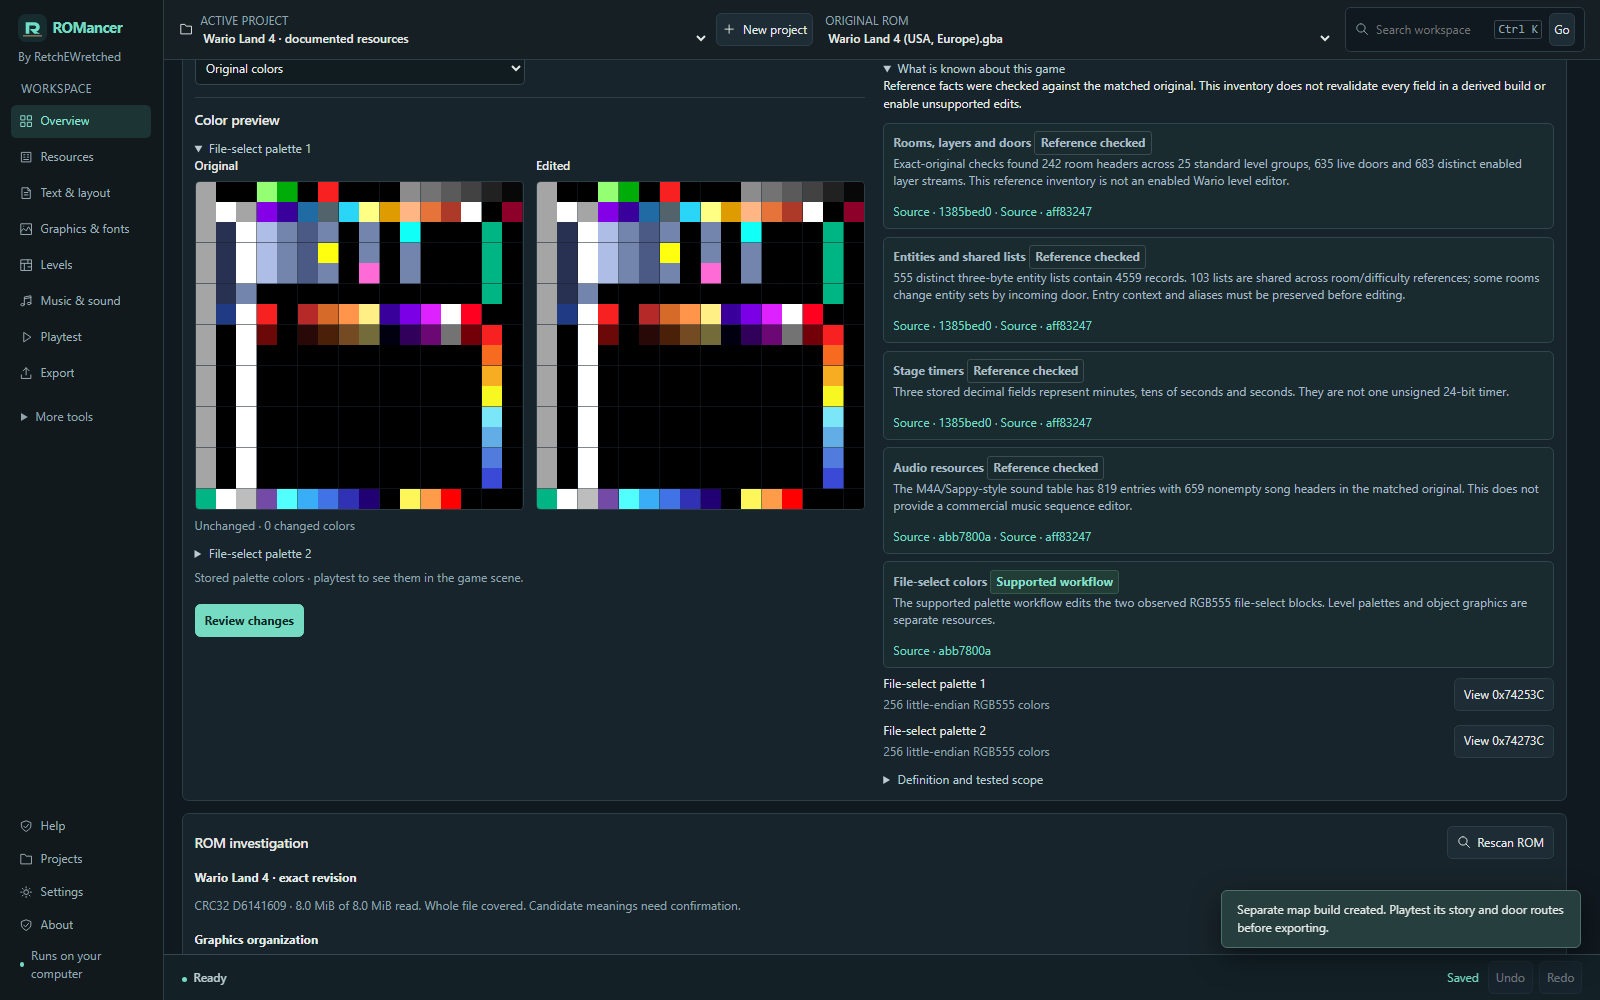 ROMancer
By RetchEWretched
WORKSPACE
Overview
Resources
Text & layout
Graphics & fonts
Levels
Music & sound
Playtest
Export
More tools
Help
Projects
Settings
About
Runs on your
computer
ACTIVE PROJECT
Wario Land 4 · documented resources
New project
ORIGINAL ROM
Wario Land 4 (USA, Europe).gba
Search workspace
Ctrl K
Go
Original colors
Color preview
File-select palette 1
Original
Edited
Unchanged · 0 changed colors
File-select palette 2
Stored palette colors · playtest to see them in the game scene.
Review changes
What is known about this game
Reference facts were checked against the matched original. This inventory does not revalidate every field in a derived build or
enable unsupported edits.
Rooms, layers and doors Reference checked
Exact-original checks found 242 room headers across 25 standard level groups, 635 live doors and 683 distinct enabled
layer streams. This reference inventory is not an enabled Wario level editor.
Source · 1385bed0 · Source · aff83247
Entities and shared lists Reference checked
555 distinct three-byte entity lists contain 4559 records. 103 lists are shared across room/difficulty references; some rooms
change entity sets by incoming door. Entry context and aliases must be preserved before editing.
Source · 1385bed0 · Source · aff83247
Stage timers Reference checked
Three stored decimal fields represent minutes, tens of seconds and seconds. They are not one unsigned 24-bit timer.
Source · 1385bed0 · Source · aff83247
Audio resources Reference checked
The M4A/Sappy-style sound table has 819 entries with 659 nonempty song headers in the matched original. This does not
provide a commercial music sequence editor.
Source · abb7800a · Source · aff83247
File-select colors Supported workflow
The supported palette workflow edits the two observed RGB555 file-select blocks. Level palettes and object graphics are
separate resources.
Source · abb7800a
File-select palette 1
256 little-endian RGB555 colors
View 0x74253C
File-select palette 2
256 little-endian RGB555 colors
View 0x74273C
Definition and tested scope
ROM investigation
Rescan ROM
Wario Land 4 · exact revision
CRC32 D6141609 · 8.0 MiB of 8.0 MiB read. Whole file covered. Candidate meanings need confirmation.
Graphics organization
Separate map build created. Playtest its story and door routes
before exporting.
Ready
Saved
Undo
Redo